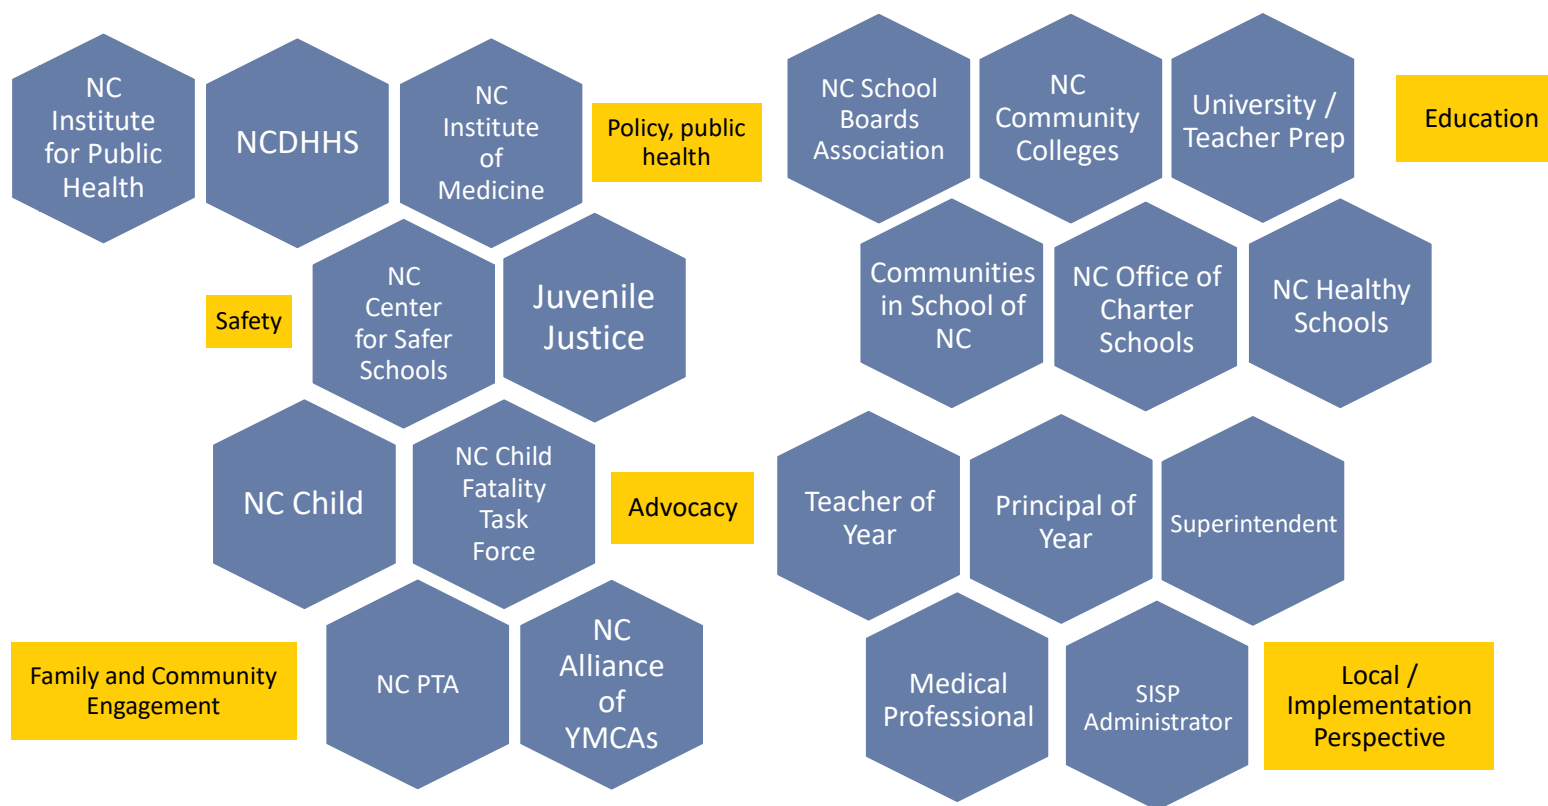 NC
Institute
for Public
Health
NCDHHS
NC
Institute
of
Medicine
Policy, public
health
Safety
NC
Center
for Safer
Schools
Juvenile
Justice
NC Child
NC Child
Fatality
Task
Force
Advocacy
Family and Community
Engagement
NC PTA
NC
Alliance
of
YMCAs
NC School
Boards
Association
NC
Community
Colleges
University /
Teacher Prep
Education
Communities
in School of
NC
NC Office of
Charter
Schools
NC Healthy
Schools
Teacher of
Year
Principal of
Year
Superintendent
Medical
Professional
SISP
Administrator
Local /
Implementation
Perspective